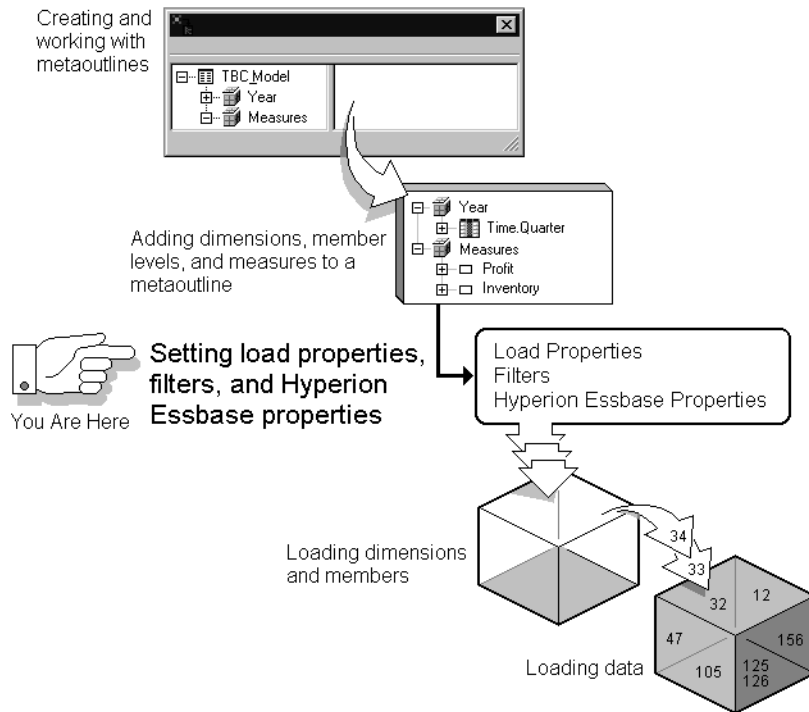 Creating and
working with
metaoutlines
TBC_Model
Year
Measures
Year
Time.Quarter
Measures
Profit
Inventory
Adding dimensions, member
levels, and measures to a
metaoutline
You Are Here
Setting load properties,
filters, and Hyperion
Essbase properties
Load Properties
Filters
Hyperion Essbase Properties
Loading dimensions
and members
34
33
32
12
47
156
105
125
126
Loading data